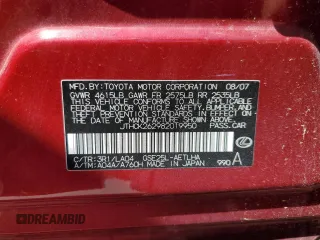 MFD. BY: TOYOTA MOTOR CORPORATION 08/07
GVWR 4615LB GAWR FR 2575LB RR 2535LB
THIS VEHICLE CONFORMS TO ALL APPLICABLE
FEDERAL MOTOR VEHICLE SAFETY, BUMPER,
AND THEFT PREVENTION STANDARDS IN EFFECT
ON THE DATE OF MANUFACTURE SHOWN ABOVE.
JTHCK262982019950
PASS. CAR
C/TR: 3R1/LA04 GSE25L-AETLHA
A/TM: A04A/A760H MADE IN JAPAN 990 A
DREAMBID.COM